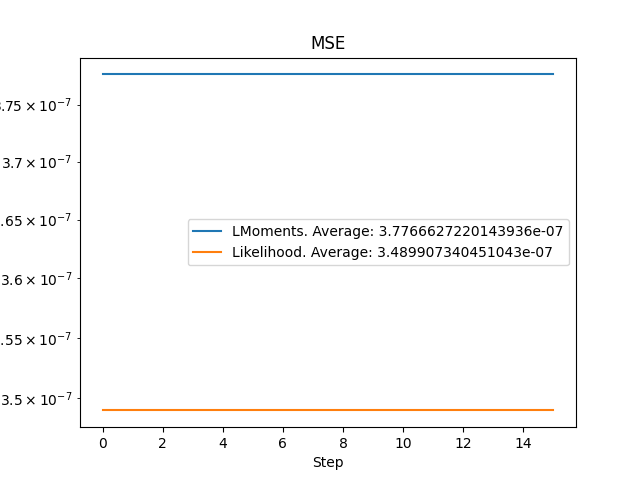 MSE
3.75 × 10⁻⁷
3.7 × 10⁻⁷
.65 × 10⁻⁷
3.6 × 10⁻⁷
.55 × 10⁻⁷
3.5 × 10⁻⁷
LMoments. Average: 3.7766627220143936e-07
Likelihood. Average: 3.489907340451043e-07
0 2 4 6 8 10 12 14
Step